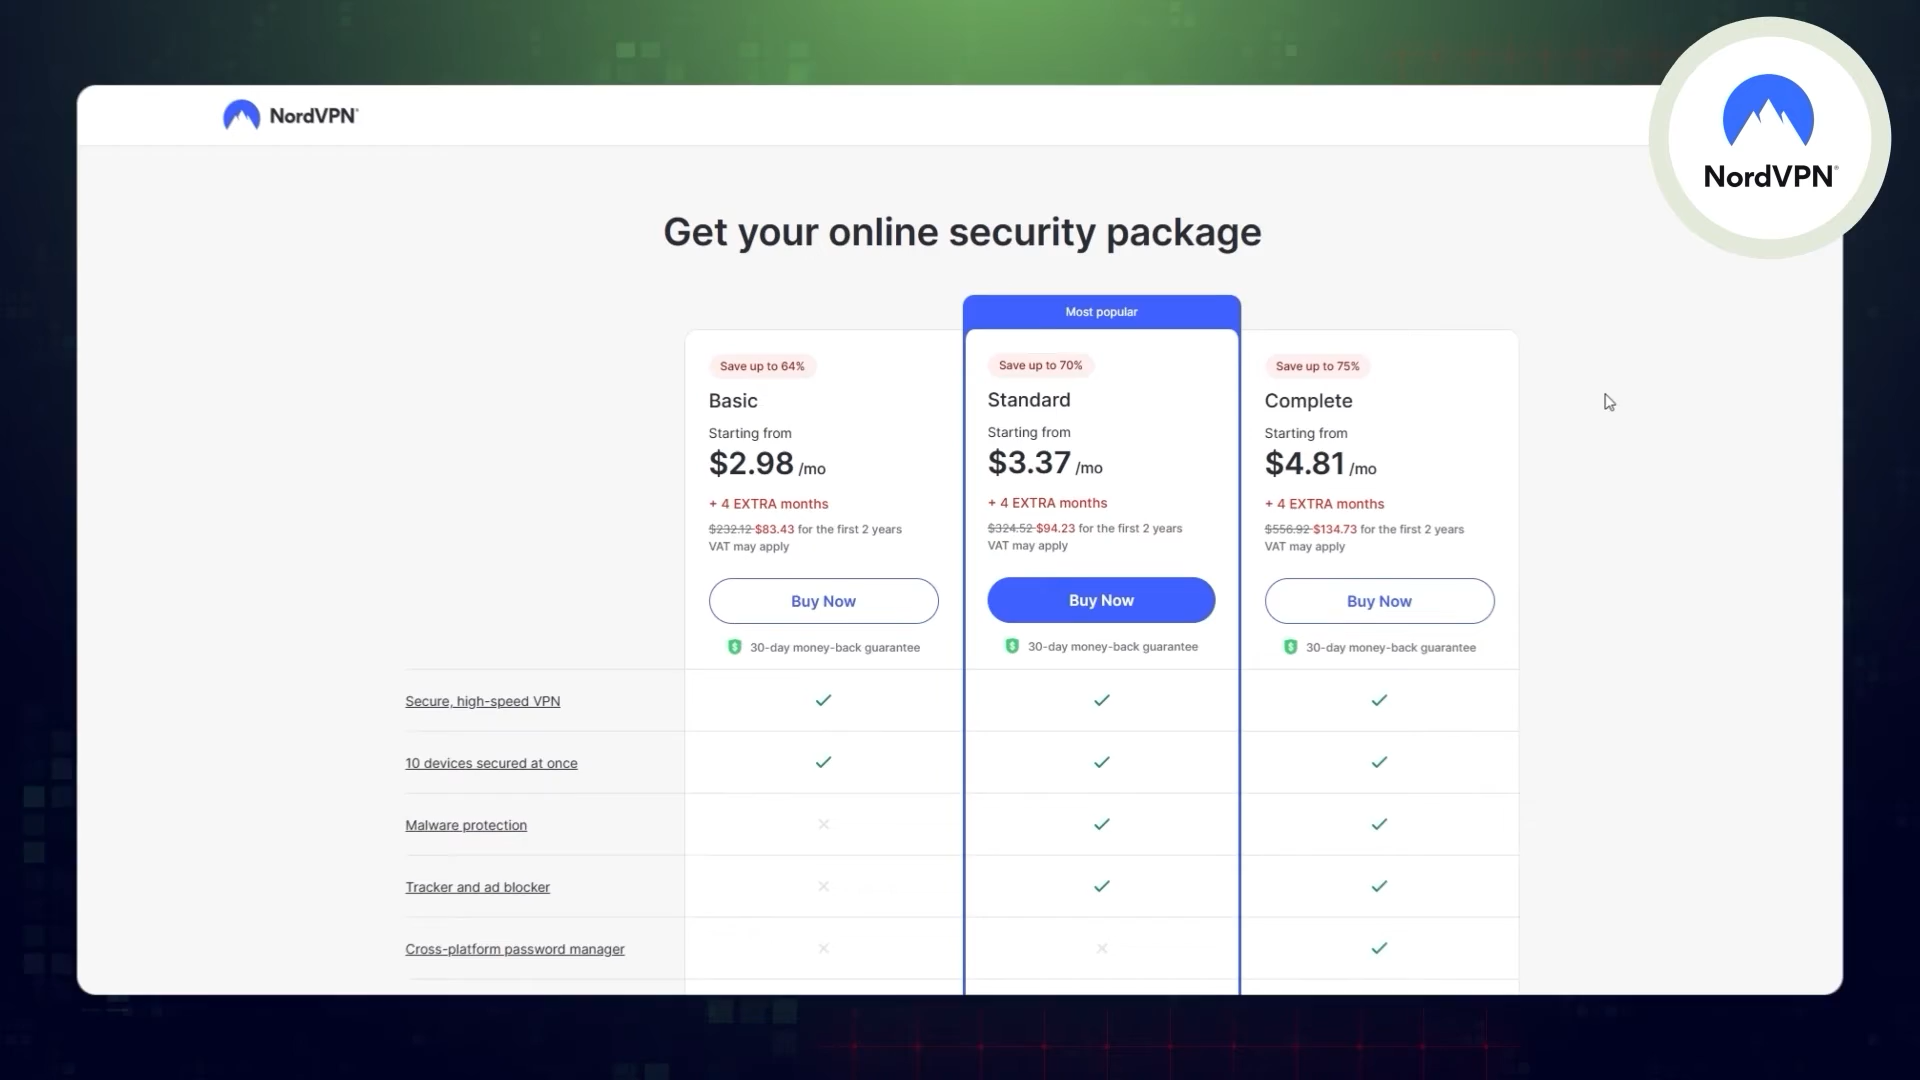 NordVPN®
NordVPN®
Get your online security package
Most popular
Save up to 64%
Basic
Starting from
$2.98 /mo
+ 4 EXTRA months
$232.12 $83.43 for the first 2 years
VAT may apply
Buy Now
30-day money-back guarantee
Save up to 70%
Standard
Starting from
$3.37 /mo
+ 4 EXTRA months
$324.52 $94.23 for the first 2 years
VAT may apply
Buy Now
30-day money-back guarantee
Save up to 75%
Complete
Starting from
$4.81 /mo
+ 4 EXTRA months
$556.92 $134.73 for the first 2 years
VAT may apply
Buy Now
30-day money-back guarantee
Secure, high-speed VPN
10 devices secured at once
Malware protection
Tracker and ad blocker
Cross-platform password manager